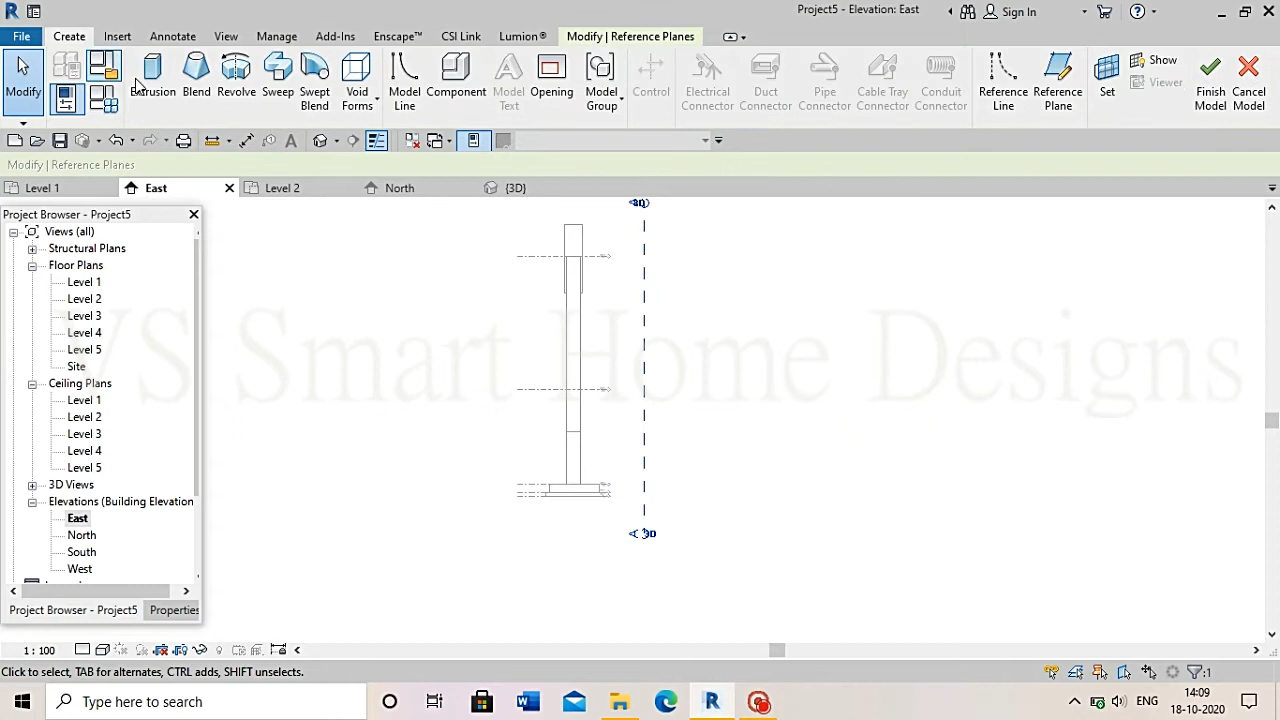 Project5 - Elevation: East
Sign In
File Create Insert Annotate View Manage Add-Ins Enscape™ CSI Link Lumion® Modify | Reference Planes
Modify Extrusion Blend Revolve Sweep Swept Blend Void Forms Model Line Component Model Text Opening Model Group Control Electrical Connector Duct Connector Pipe Connector Cable Tray Connector Conduit Connector Reference Line Reference Plane Set Show Viewer Finish Model Cancel Model
Modify | Reference Planes
Level 1 East Level 2 North {3D}
Project Browser - Project5
Views (all)
Structural Plans
Floor Plans
Level 1
Level 2
Level 3
Level 4
Level 5
Site
Ceiling Plans
Level 1
Level 2
Level 3
Level 4
Level 5
3D Views
Elevations (Building Elevation
East
North
South
West
Project Browser - Project5 Properties
VS Smart Home Designs
1 : 100
Click to select, TAB for alternates, CTRL adds, SHIFT unselects.
:1
Type here to search
ENG
14:09
18-10-2020